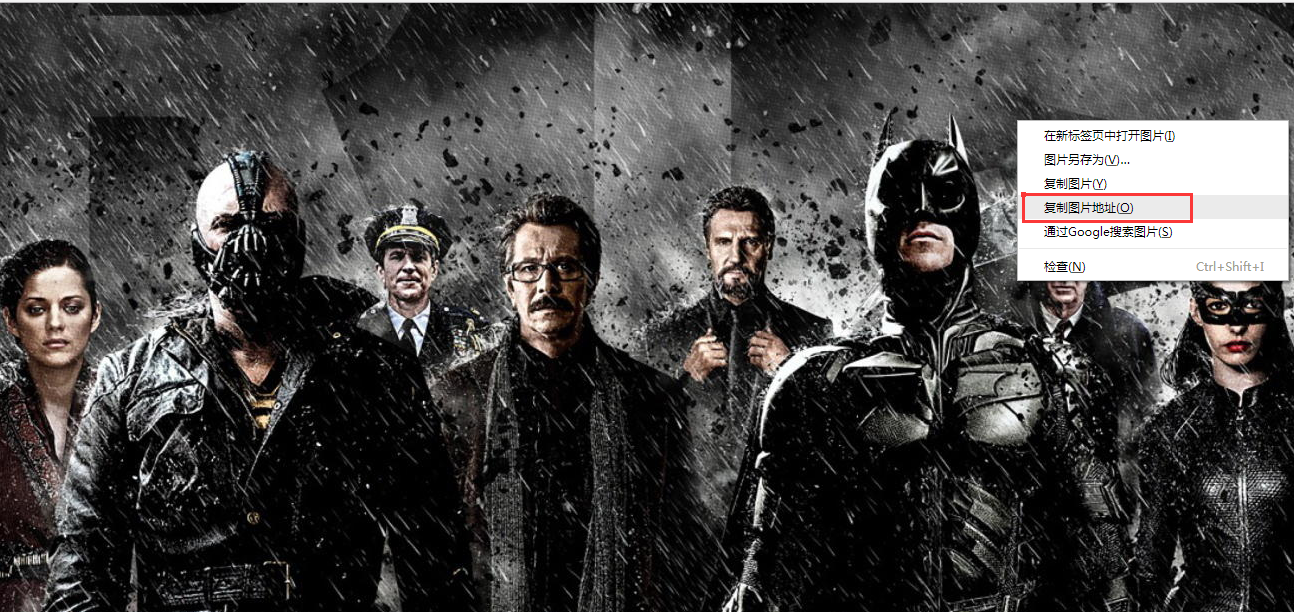 在新标签页中打开图片(I)
图片另存为(V)...
复制图片(Y)
复制图片地址(O)
通过Google搜索图片(S)
检查(N) Ctrl+Shift+I